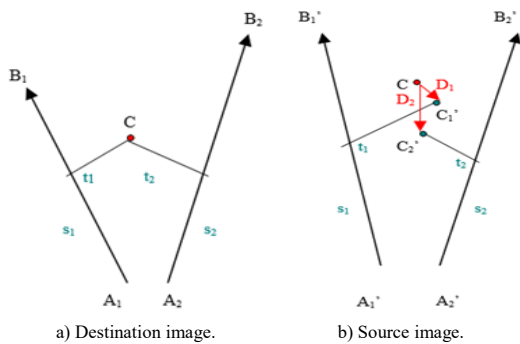 B₂
B₁
C
t₁
t₂
s₁
s₂
A₁
A₂
a) Destination image.
B₁'
B₂'
C
D₁
D₂
C₁'
C₂'
t₁
t₂
s₁
s₂
A₁'
A₂'
b) Source image.